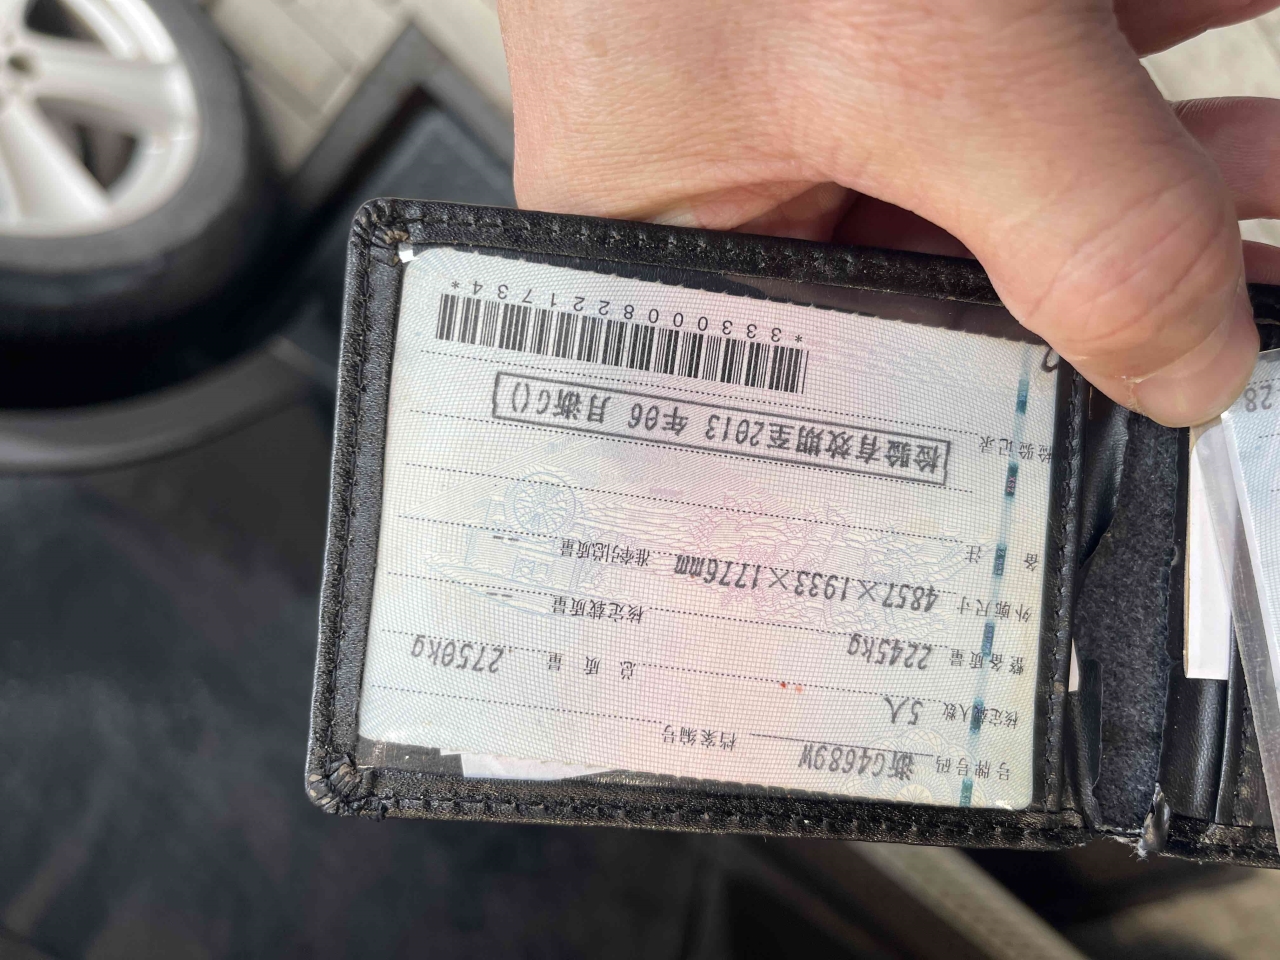 号牌号码 浙G4689W 档案编号
核定载人数 5人 总质量 2750kg
整备质量 2245kg 核定载质量 --
外廓尺寸 4857×1933×1776mm 准牵引总质量 --
备注
检验记录 检验有效期至2013 年06 月浙G()
*3330008221734*
28